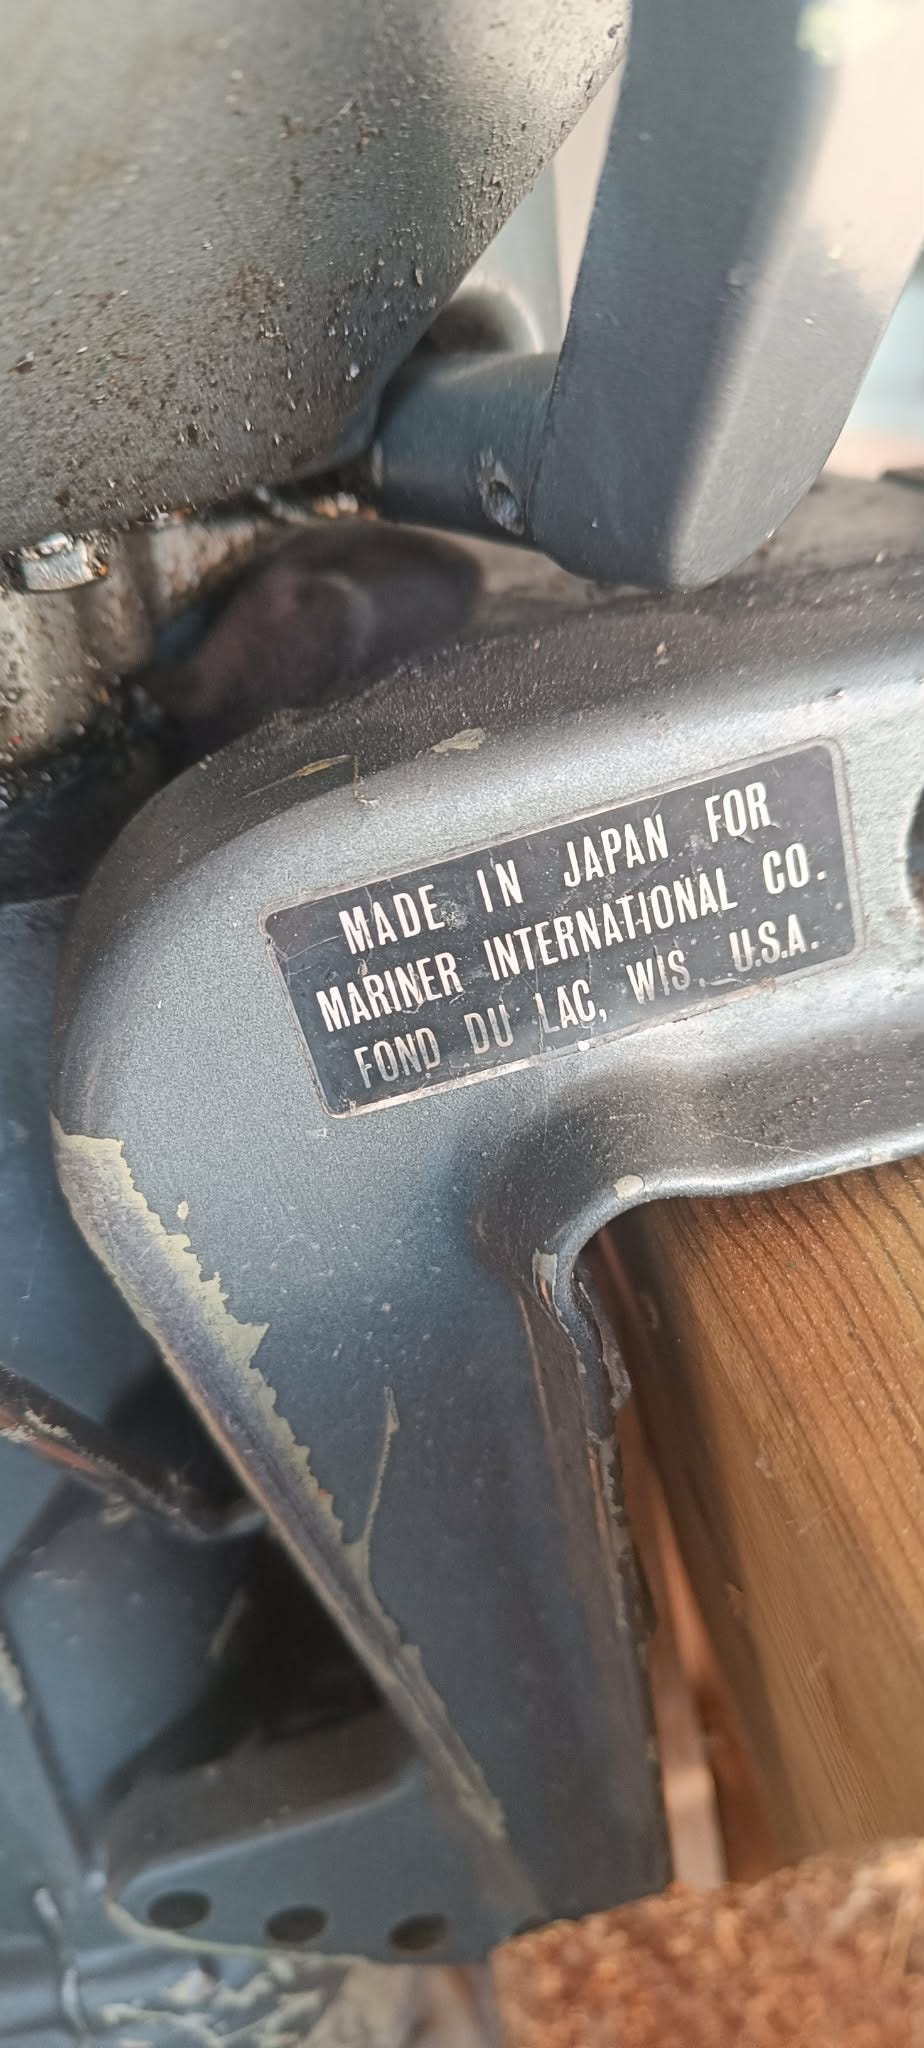 MADE IN JAPAN FOR
MARINER INTERNATIONAL CO.
FOND DU LAC, WIS. U.S.A.